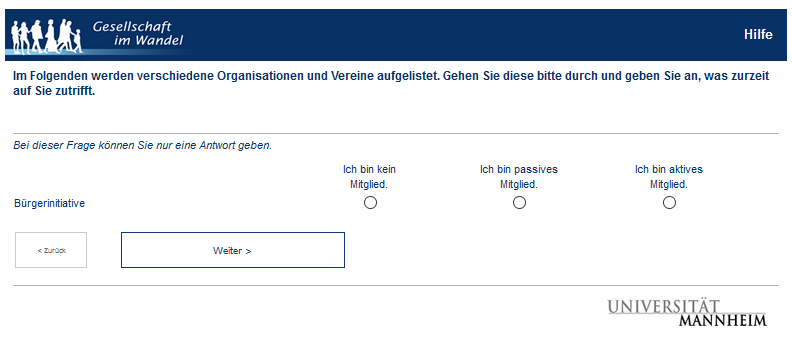 Gesellschaft
im Wandel
Hilfe
Im Folgenden werden verschiedene Organisationen und Vereine aufgelistet. Gehen Sie diese bitte durch und geben Sie an, was zurzeit
auf Sie zutrifft.
Bei dieser Frage können Sie nur eine Antwort geben.
Ich bin kein
Mitglied.
Ich bin passives
Mitglied.
Ich bin aktives
Mitglied.
Bürgerinitiative
< Zurück
Weiter >
UNIVERSITÄT
MANNHEIM